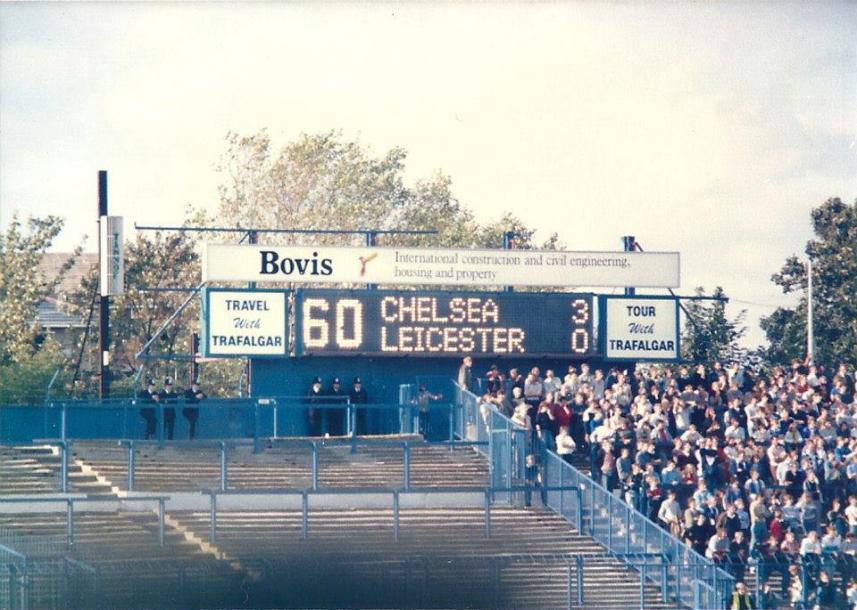 Bovis
International construction and civil engineering,
housing and property
TRAVEL
With
TRAFALGAR
60
CHELSEA 3
LEICESTER 0
TOUR
With
TRAFALGAR